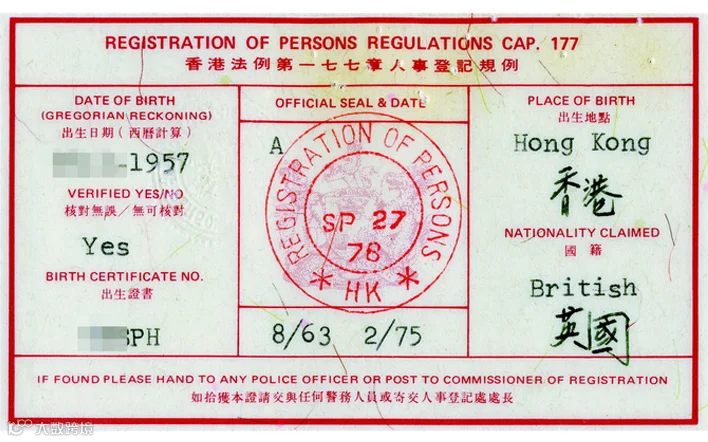 REGISTRATION OF PERSONS REGULATIONS CAP. 177
香港法例第一七七章人事登記規例
DATE OF BIRTH
(GREGORIAN RECKONING)
出生日期（西曆計算）
-1957
VERIFIED YES/NO
核對無誤／無可核對
Yes
BIRTH CERTIFICATE NO.
出生證書
SPH
OFFICIAL SEAL & DATE
A
REGISTRATION OF PERSONS
SP 27
78
* HK *
8/63 2/75
PLACE OF BIRTH
出生地點
Hong Kong
香港
NATIONALITY CLAIMED
國籍
British
英國
IF FOUND PLEASE HAND TO ANY POLICE OFFICER OR POST TO COMMISSIONER OF REGISTRATION
如拾獲本證請交與任何警務人員或寄交人事登記處處長
大數跨境